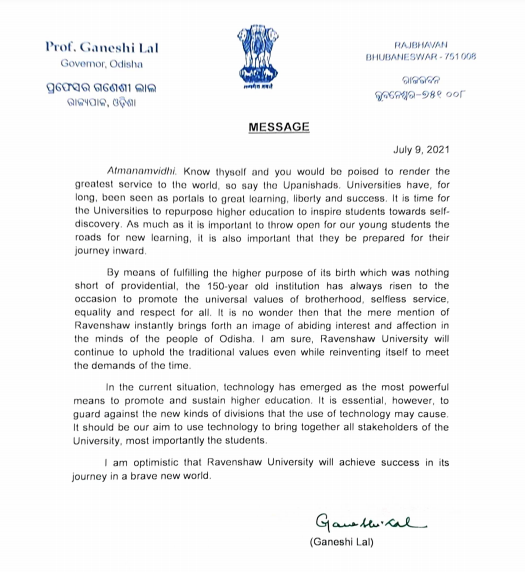 Prof. Ganeshi Lal
Governor, Odisha
ପ୍ରଫେସର ଗଣେଶୀ ଲାଲ
ରାଜ୍ୟପାଳ, ଓଡ଼ିଶା
सत्यमेव जयते
RAJBHAVAN
BHUBANESWAR - 751 008
ରାଜଭବନ
ଭୁବନେଶ୍ୱର-୭୫୧ ୦୦୮
MESSAGE
July 9, 2021
Atmanamvidhi. Know thyself and you would be poised to render the
greatest service to the world, so say the Upanishads. Universities have, for
long, been seen as portals to great learning, liberty and success. It is time for
the Universities to repurpose higher education to inspire students towards self-
discovery. As much as it is important to throw open for our young students the
roads for new learning, it is also important that they be prepared for their
journey inward.
By means of fulfilling the higher purpose of its birth which was nothing
short of providential, the 150-year old institution has always risen to the
occasion to promote the universal values of brotherhood, selfless service,
equality and respect for all. It is no wonder then that the mere mention of
Ravenshaw instantly brings forth an image of abiding interest and affection in
the minds of the people of Odisha. I am sure, Ravenshaw University will
continue to uphold the traditional values even while reinventing itself to meet
the demands of the time.
In the current situation, technology has emerged as the most powerful
means to promote and sustain higher education. It is essential, however, to
guard against the new kinds of divisions that the use of technology may cause.
It should be our aim to use technology to bring together all stakeholders of the
University, most importantly the students.
I am optimistic that Ravenshaw University will achieve success in its
journey in a brave new world.
Ganeshi Lal
(Ganeshi Lal)